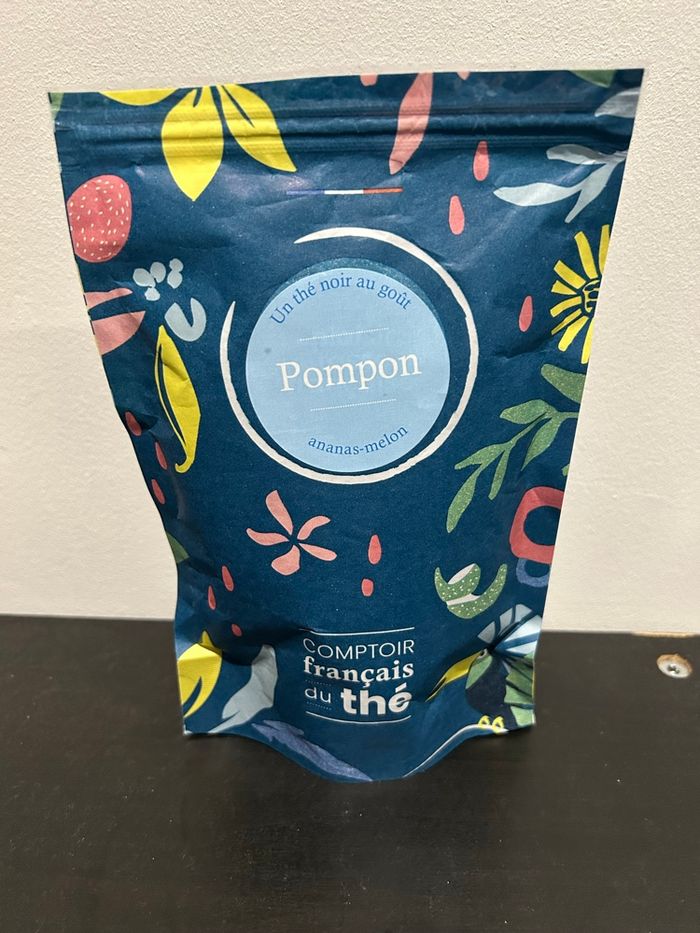 Un thé noir au goût
Pompon
ananas-melon
COMPTOIR
français
du thé